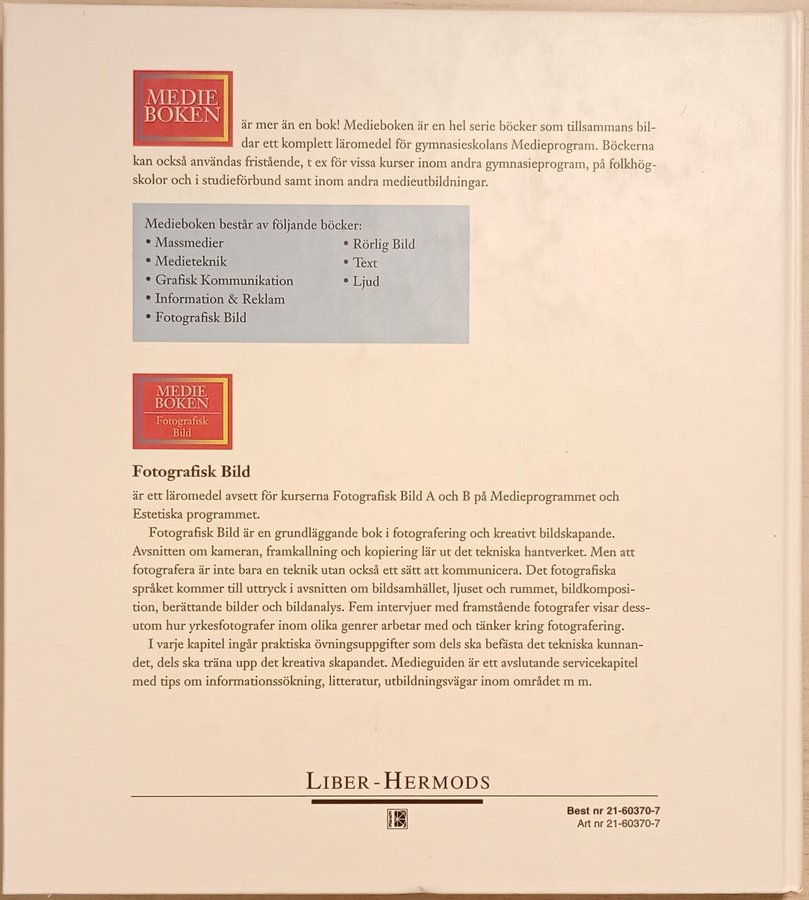 MEDIE
BOKEN
är mer än en bok! Medieboken är en hel serie böcker som tillsammans bil-
dar ett komplett läromedel för gymnasieskolans Medieprogram. Böckerna
kan också användas fristående, t ex för vissa kurser inom andra gymnasieprogram, på folkhög-
skolor och i studieförbund samt inom andra medieutbildningar.
Medieboken består av följande böcker:
• Massmedier
• Medieteknik
• Grafisk Kommunikation
• Information & Reklam
• Fotografisk Bild
• Rörlig Bild
• Text
• Ljud
MEDIE
BOKEN
Fotografisk
Bild
Fotografisk Bild
är ett läromedel avsett för kurserna Fotografisk Bild A och B på Medieprogrammet och
Estetiska programmet.
Fotografisk Bild är en grundläggande bok i fotografering och kreativt bildskapande.
Avsnitten om kameran, framkallning och kopiering lär ut det tekniska hantverket. Men att
fotografera är inte bara en teknik utan också ett sätt att kommunicera. Det fotografiska
språket kommer till uttryck i avsnitten om bildsamhället, ljuset och rummet, bildkomposi-
tion, berättande bilder och bildanalys. Fem intervjuer med framstående fotografer visar dess-
utom hur yrkesfotografer inom olika genrer arbetar med och tänker kring fotografering.
I varje kapitel ingår praktiska övningsuppgifter som dels ska befästa det tekniska kunnan-
det, dels ska träna upp det kreativa skapandet. Medieguiden är ett avslutande servicekapitel
med tips om informationssökning, litteratur, utbildningsvägar inom området m m.
LIBER-HERMODS
Best nr 21-60370-7
Art nr 21-60370-7